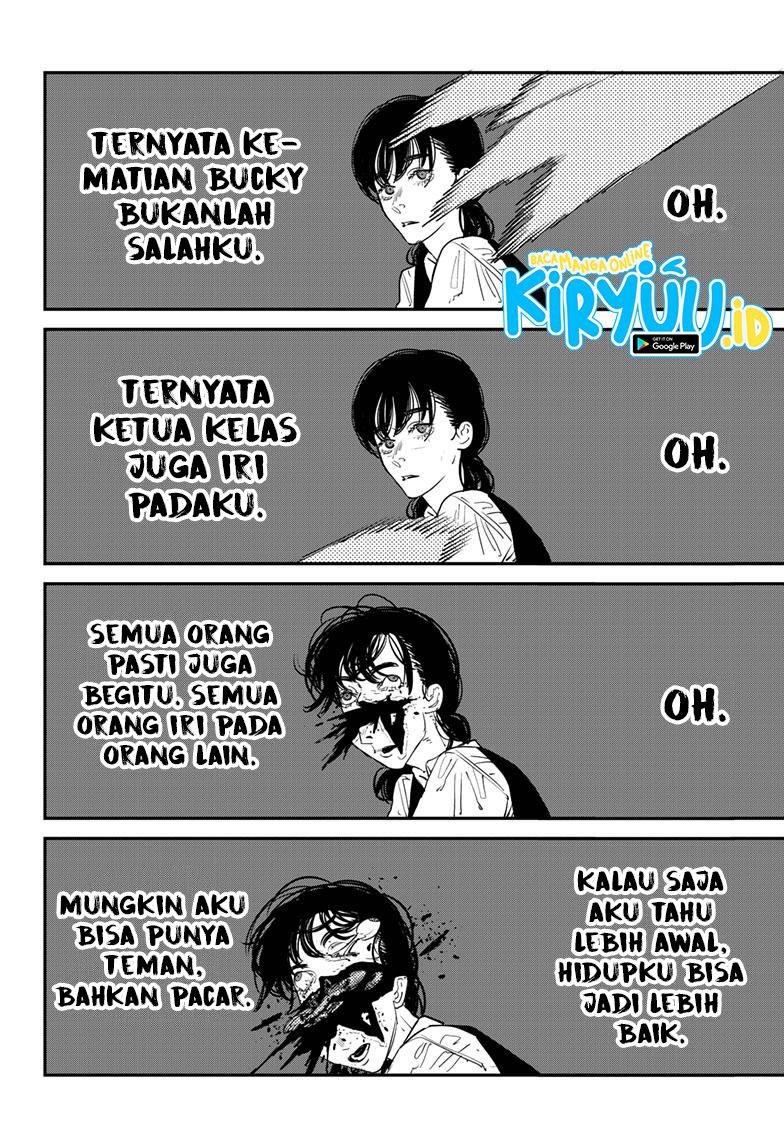 OH.
TERNYATA KE-
MATIAN BUCKY
BUKANLAH
SALAHKU.
BACA MANGA ONLINE
KIRYUU.ID
GET IT ON
Google Play
OH.
TERNYATA
KETUA KELAS
JUGA IRI
PADAKU.
OH.
SEMUA ORANG
PASTI JUGA
BEGITU. SEMUA
ORANG IRI PADA
ORANG LAIN.
KALAU SAJA
AKU TAHU
LEBIH AWAL,
HIDUPKU BISA
JADI LEBIH
BAIK.
MUNGKIN AKU
BISA PUNYA
TEMAN,
BAHKAN PACAR.